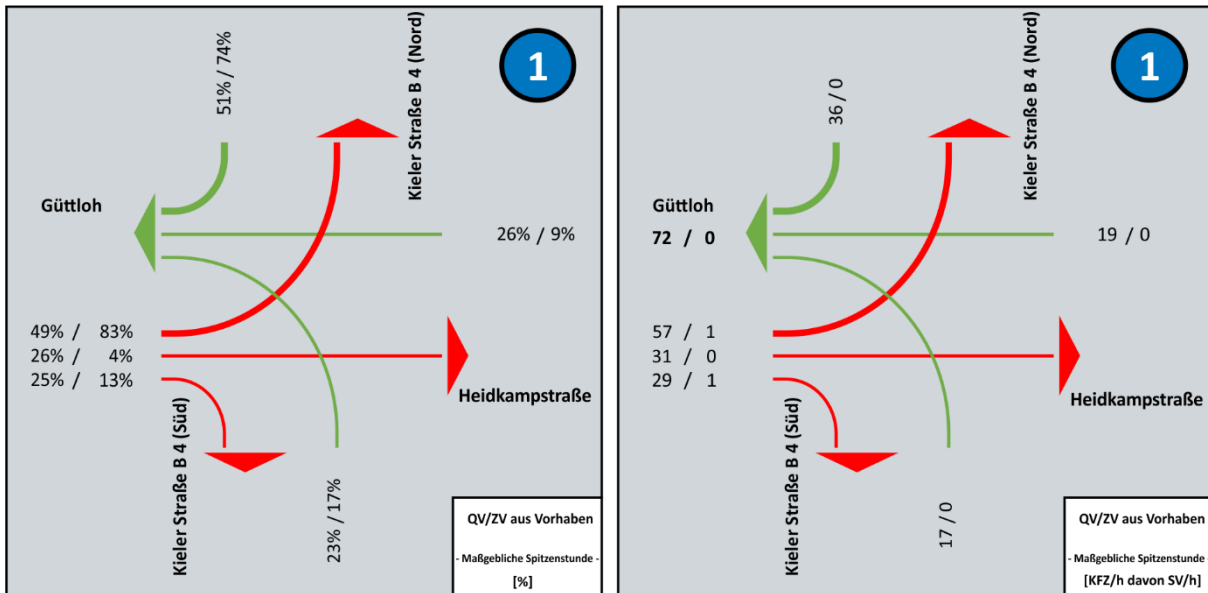 1
51% / 74%
Kieler Straße B 4 (Nord)
Güttloh
26% / 9%
49% / 83%
26% / 4%
25% / 13%
Heidkampstraße
Kieler Straße B 4 (Süd)
23% / 17%
QV/ZV aus Vorhaben
- Maßgebliche Spitzenstunde -
[%]
1
36 / 0
Kieler Straße B 4 (Nord)
Güttloh
72 / 0
19 / 0
57 / 1
31 / 0
29 / 1
Heidkampstraße
Kieler Straße B 4 (Süd)
17 / 0
QV/ZV aus Vorhaben
- Maßgebliche Spitzenstunde -
[KFZ/h davon SV/h]